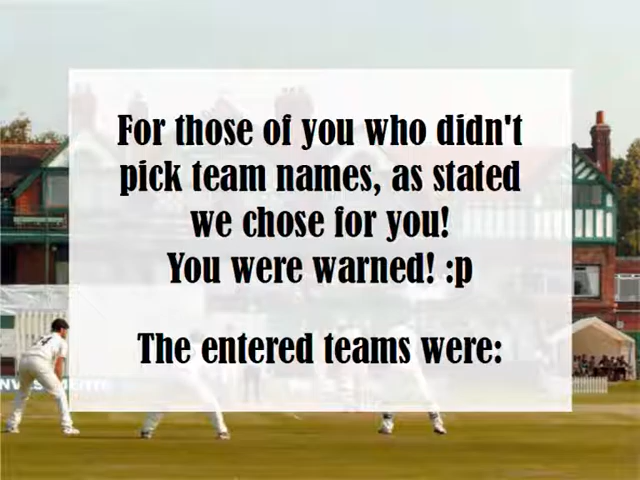 For those of you who didn't
pick team names, as stated
we chose for you!
You were warned! :p
The entered teams were: